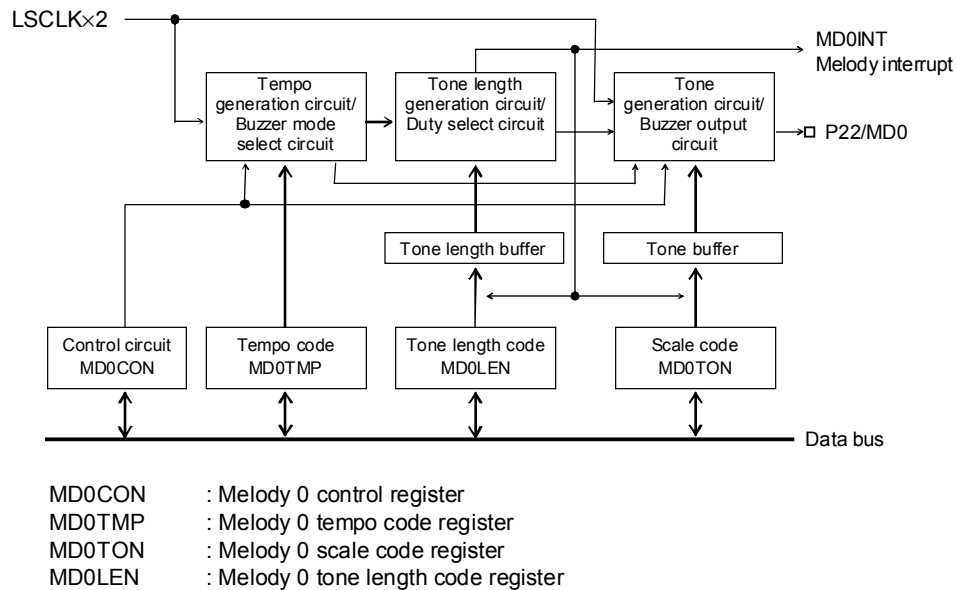 LSCLK×2
MD0INT
Melody interrupt
Tempo
generation circuit/
Buzzer mode
select circuit
Tone length
generation circuit/
Duty select circuit
Tone
generation circuit/
Buzzer output
circuit
P22/MD0
Tone length buffer
Tone buffer
Control circuit
MD0CON
Tempo code
MD0TMP
Tone length code
MD0LEN
Scale code
MD0TON
Data bus
MD0CON : Melody 0 control register
MD0TMP : Melody 0 tempo code register
MD0TON : Melody 0 scale code register
MD0LEN : Melody 0 tone length code register